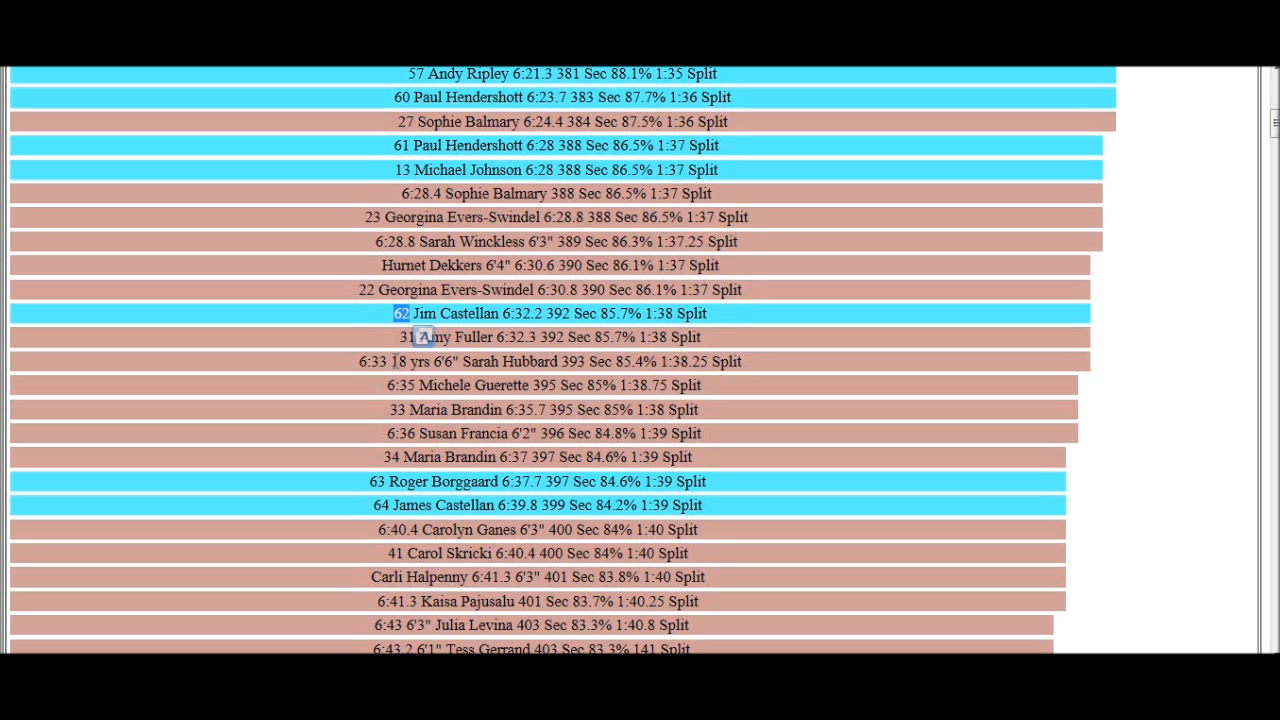 57 Andy Ripley 6:21.3 381 Sec 88.1% 1:35 Split
60 Paul Hendershott 6:23.7 383 Sec 87.7% 1:36 Split
27 Sophie Balmary 6:24.4 384 Sec 87.5% 1:36 Split
61 Paul Hendershott 6:28 388 Sec 86.5% 1:37 Split
13 Michael Johnson 6:28 388 Sec 86.5% 1:37 Split
6:28.4 Sophie Balmary 388 Sec 86.5% 1:37 Split
23 Georgina Evers-Swindel 6:28.8 388 Sec 86.5% 1:37 Split
6:28.8 Sarah Winckless 6'3" 389 Sec 86.3% 1:37.25 Split
Hurnet Dekkers 6'4" 6:30.6 390 Sec 86.1% 1:37 Split
22 Georgina Evers-Swindel 6:30.8 390 Sec 86.1% 1:37 Split
62 Jim Castellan 6:32.2 392 Sec 85.7% 1:38 Split
31 Amy Fuller 6:32.3 392 Sec 85.7% 1:38 Split
6:33 18 yrs 6'6" Sarah Hubbard 393 Sec 85.4% 1:38.25 Split
6:35 Michele Guerette 395 Sec 85% 1:38.75 Split
33 Maria Brandin 6:35.7 395 Sec 85% 1:38 Split
6:36 Susan Francia 6'2" 396 Sec 84.8% 1:39 Split
34 Maria Brandin 6:37 397 Sec 84.6% 1:39 Split
63 Roger Borggaard 6:37.7 397 Sec 84.6% 1:39 Split
64 James Castellan 6:39.8 399 Sec 84.2% 1:39 Split
6:40.4 Carolyn Ganes 6'3" 400 Sec 84% 1:40 Split
41 Carol Skricki 6:40.4 400 Sec 84% 1:40 Split
Carli Halpenny 6:41.3 6'3" 401 Sec 83.8% 1:40 Split
6:41.3 Kaisa Pajusalu 401 Sec 83.7% 1:40.25 Split
6:43 6'3" Julia Levina 403 Sec 83.3% 1:40.8 Split
6:43.2 6'1" Tess Gerrand 403 Sec 83.3% 141 Split